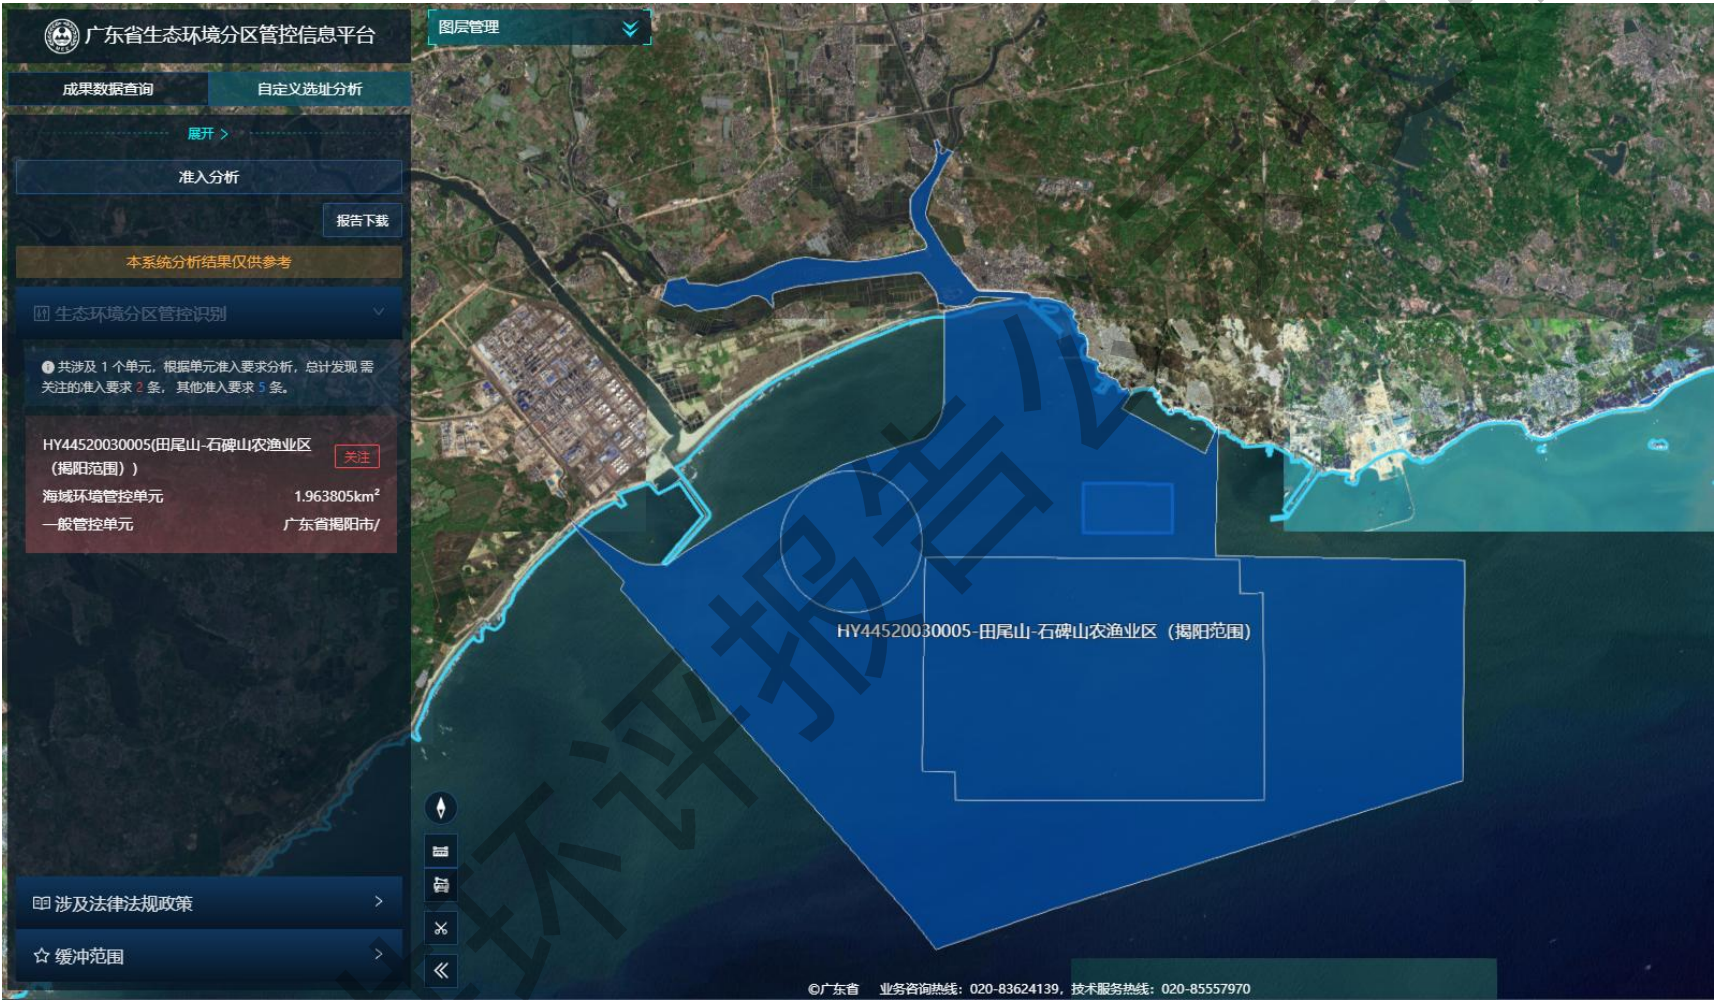 广东省生态环境分区管控信息平台
图层管理
成果数据查询
自定义选址分析
展开 >
准入分析
报告下载
本系统分析结果仅供参考
生态环境分区管控识别
共涉及 1 个单元，根据单元准入要求分析，总计发现 需
关注的准入要求 2 条， 其他准入要求 5 条。
HY44520030005(田尾山-石碑山农渔业区
（揭阳范围）)
关注
海域环境管控单元
1.963805km²
一般管控单元
广东省揭阳市/
涉及法律法规政策
缓冲范围
HY44520030005-田尾山-石碑山农渔业区（揭阳范围）
©广东省 业务咨询热线：020-83624139，技术服务热线：020-85557970
环评报告公